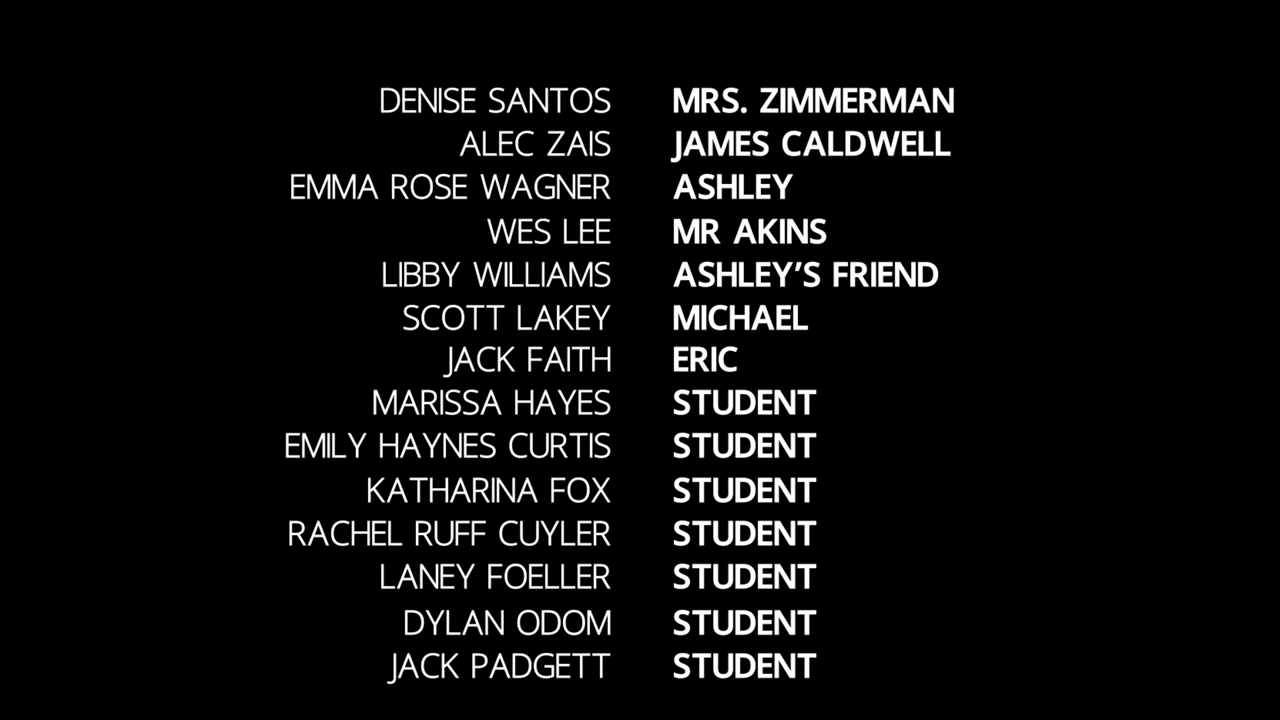 DENISE SANTOS MRS. ZIMMERMAN
ALEC ZAIS JAMES CALDWELL
EMMA ROSE WAGNER ASHLEY
WES LEE MR AKINS
LIBBY WILLIAMS ASHLEY’S FRIEND
SCOTT LAKEY MICHAEL
JACK FAITH ERIC
MARISSA HAYES STUDENT
EMILY HAYNES CURTIS STUDENT
KATHARINA FOX STUDENT
RACHEL RUFF CUYLER STUDENT
LANEY FOELLER STUDENT
DYLAN ODOM STUDENT
JACK PADGETT STUDENT